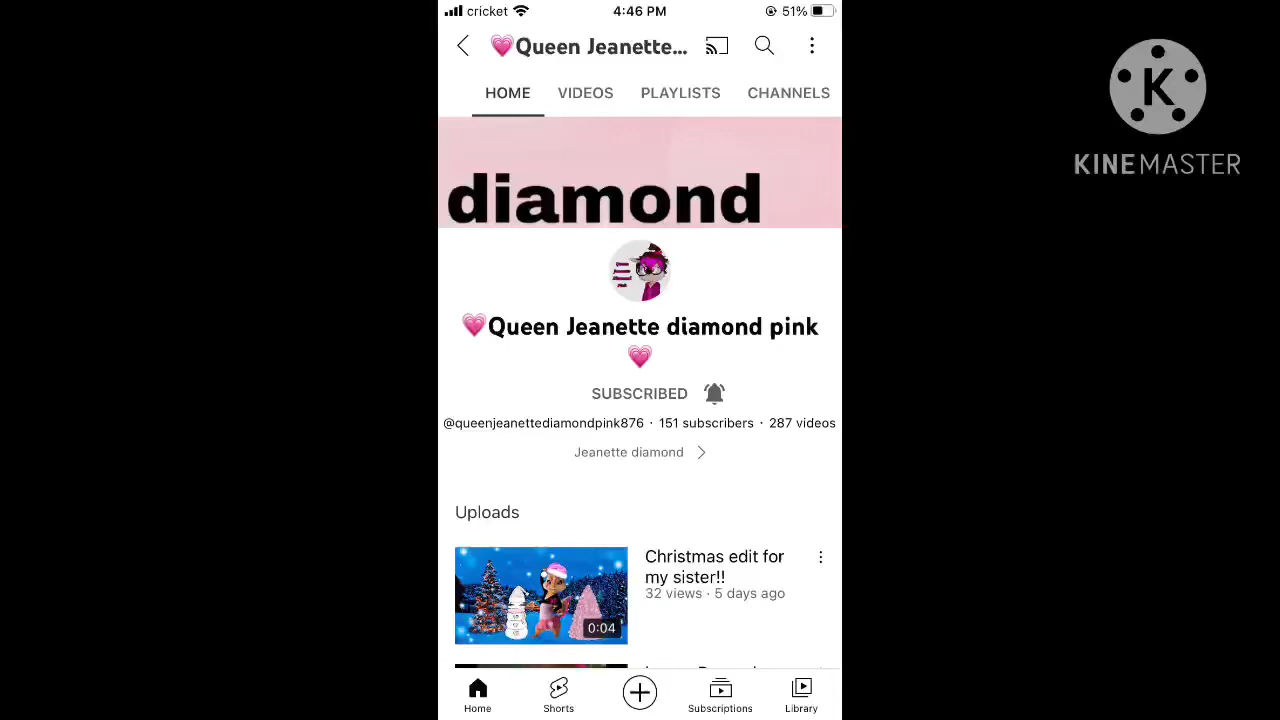 cricket 4:46 PM 51%
💗Queen Jeanette...
HOME VIDEOS PLAYLISTS CHANNELS
K
KINEMASTER
diamond
💗Queen Jeanette diamond pink
💗
SUBSCRIBED
@queenjeanettediamondpink876 · 151 subscribers · 287 videos
Jeanette diamond
Uploads
Christmas edit for
my sister!!
32 views · 5 days ago
0:04
Home Shorts Subscriptions Library